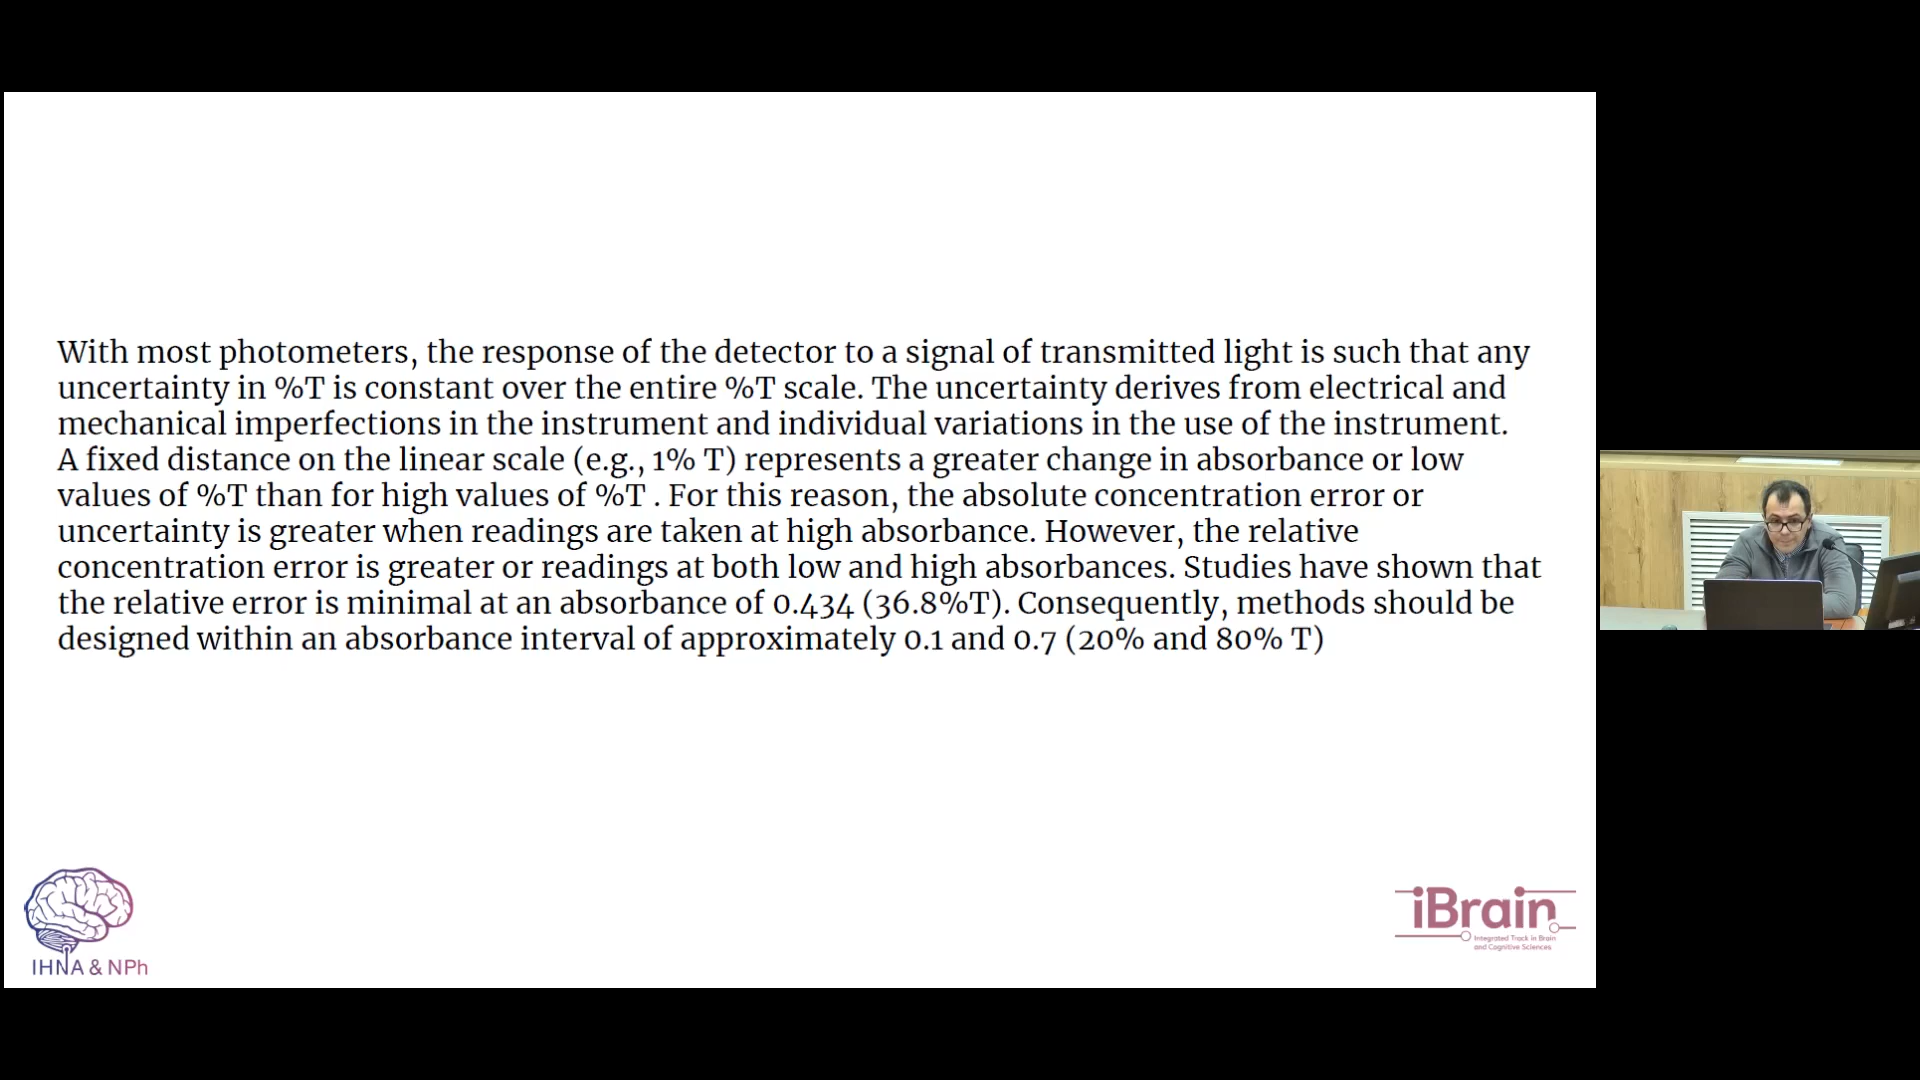 With most photometers, the response of the detector to a signal of transmitted light is such that any
uncertainty in %T is constant over the entire %T scale. The uncertainty derives from electrical and
mechanical imperfections in the instrument and individual variations in the use of the instrument.
A fixed distance on the linear scale (e.g., 1% T) represents a greater change in absorbance or low
values of %T than for high values of %T . For this reason, the absolute concentration error or
uncertainty is greater when readings are taken at high absorbance. However, the relative
concentration error is greater or readings at both low and high absorbances. Studies have shown that
the relative error is minimal at an absorbance of 0.434 (36.8%T). Consequently, methods should be
designed within an absorbance interval of approximately 0.1 and 0.7 (20% and 80% T)
IHNA & NPh
iBrain
Integrated Track in Brain
and Cognitive Sciences